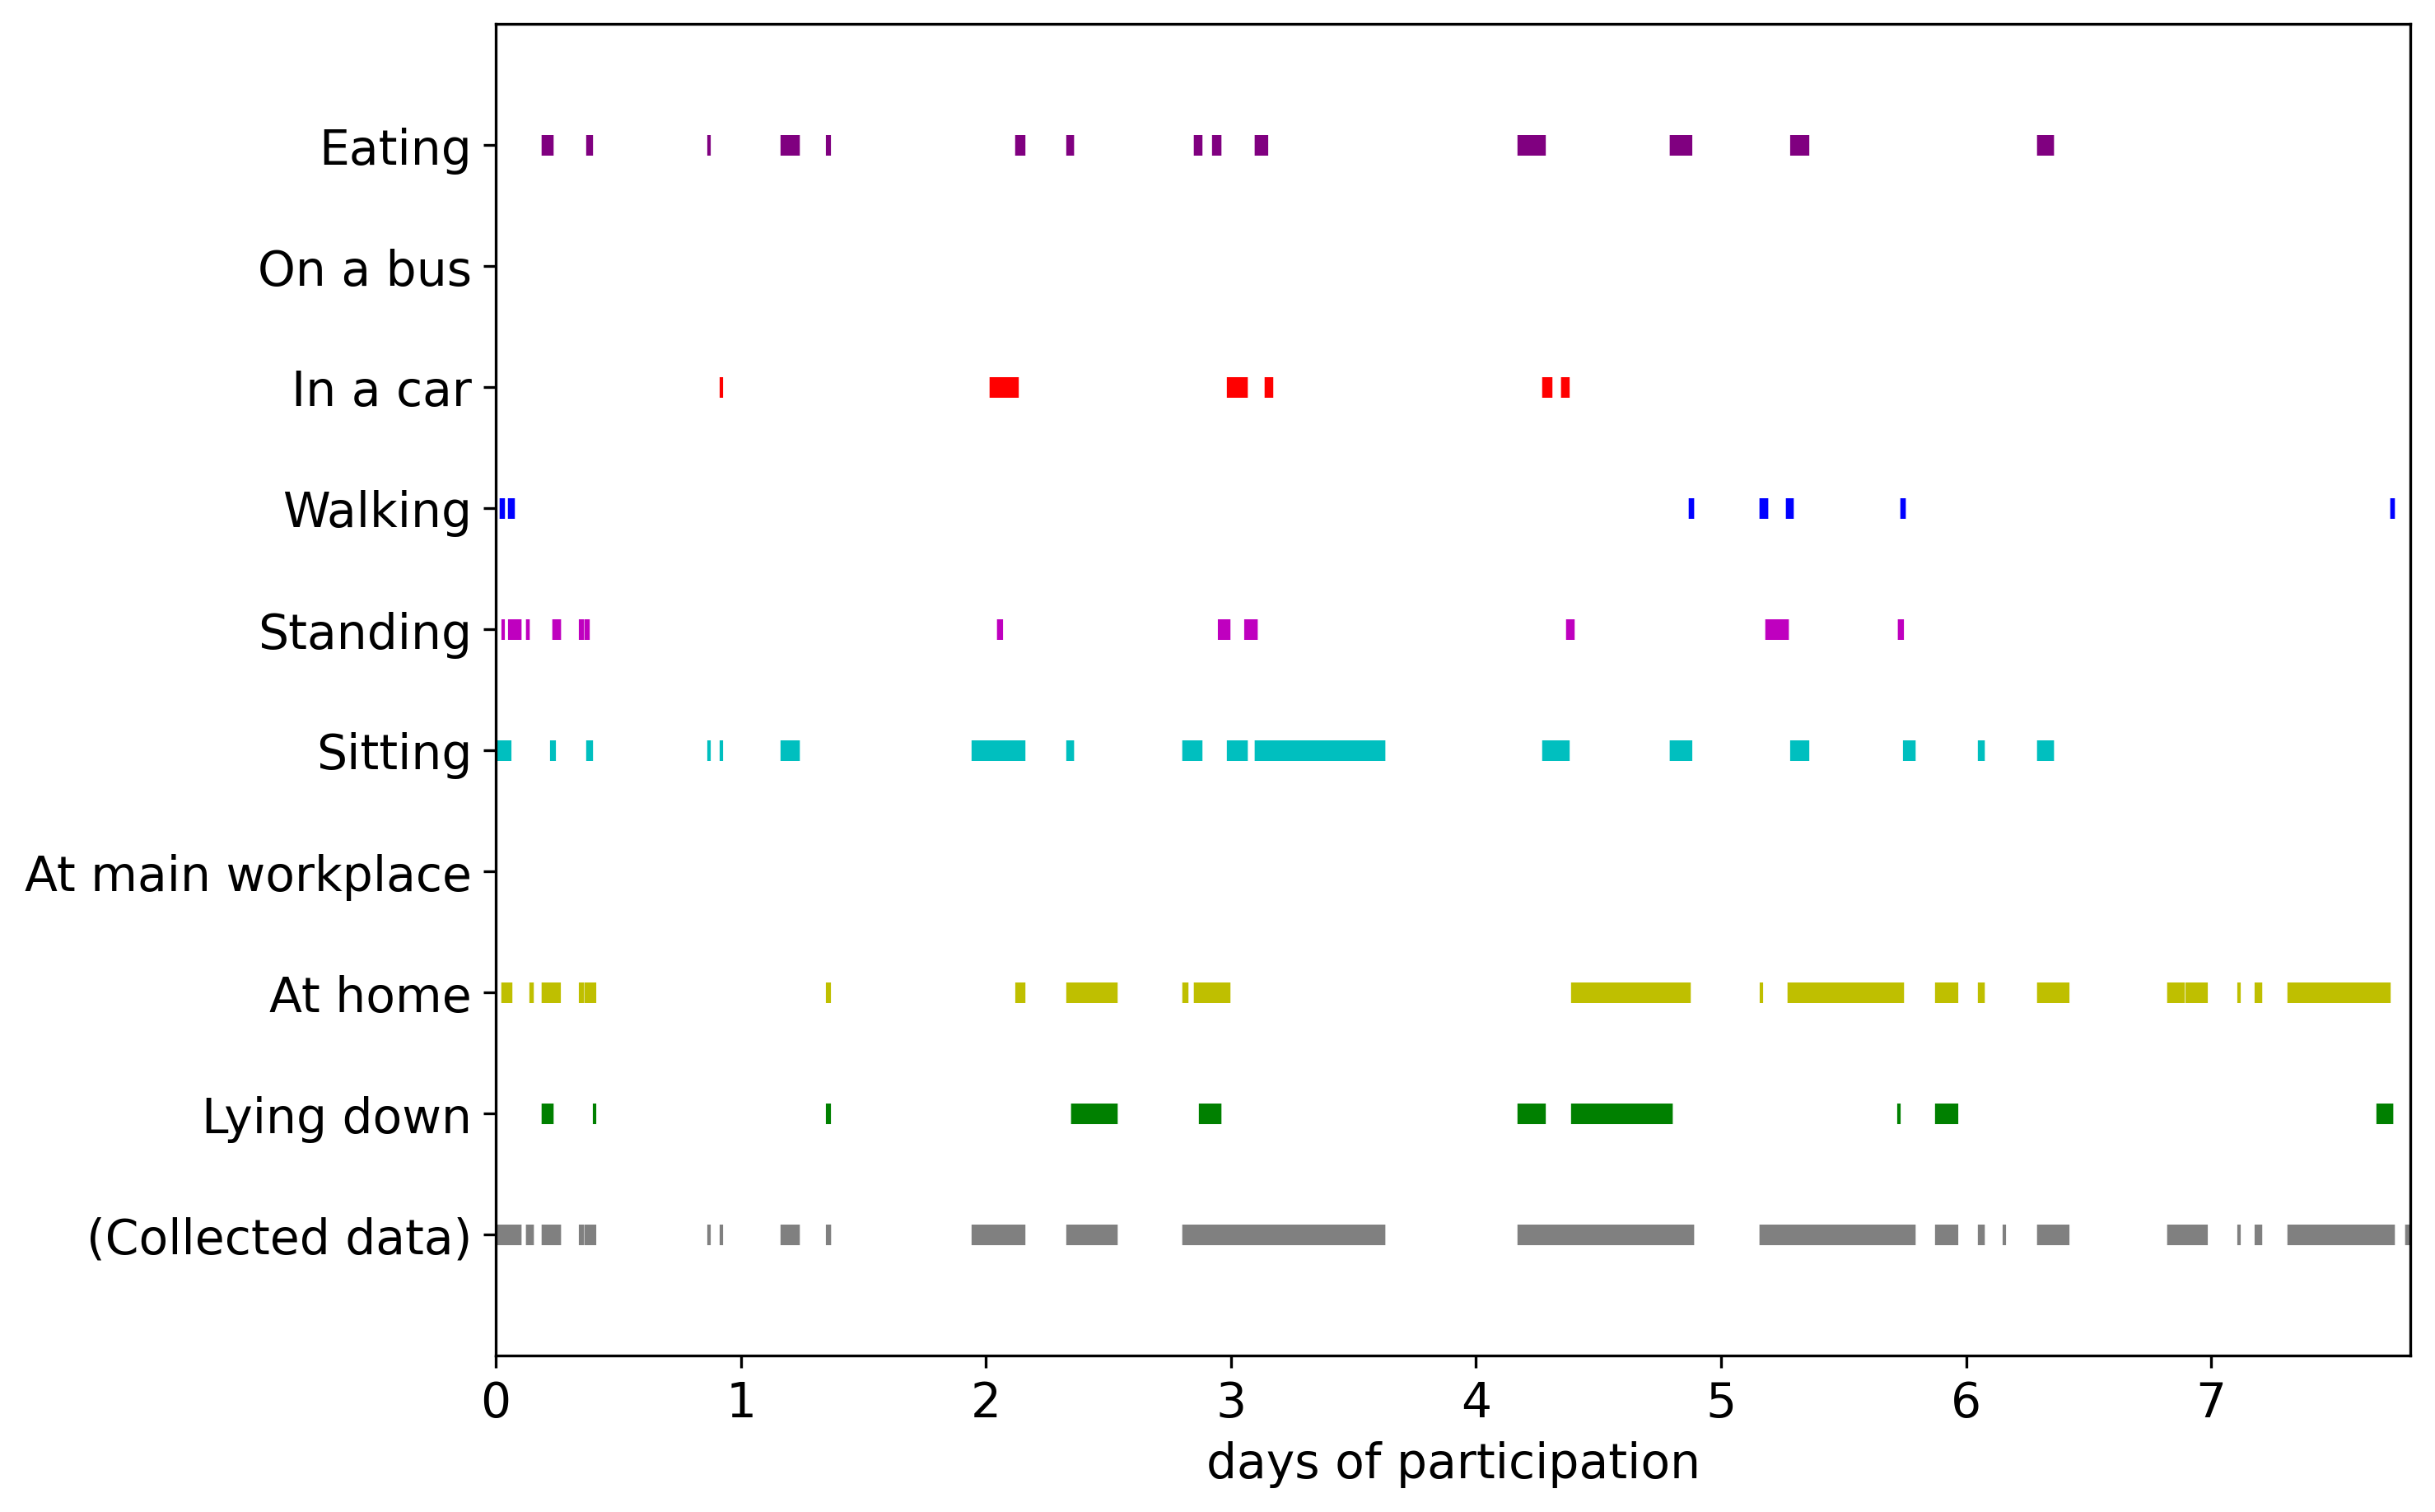 Eating
On a bus
In a car
Walking
Standing
Sitting
At main workplace
At home
Lying down
(Collected data)
0 1 2 3 4 5 6 7
days of participation